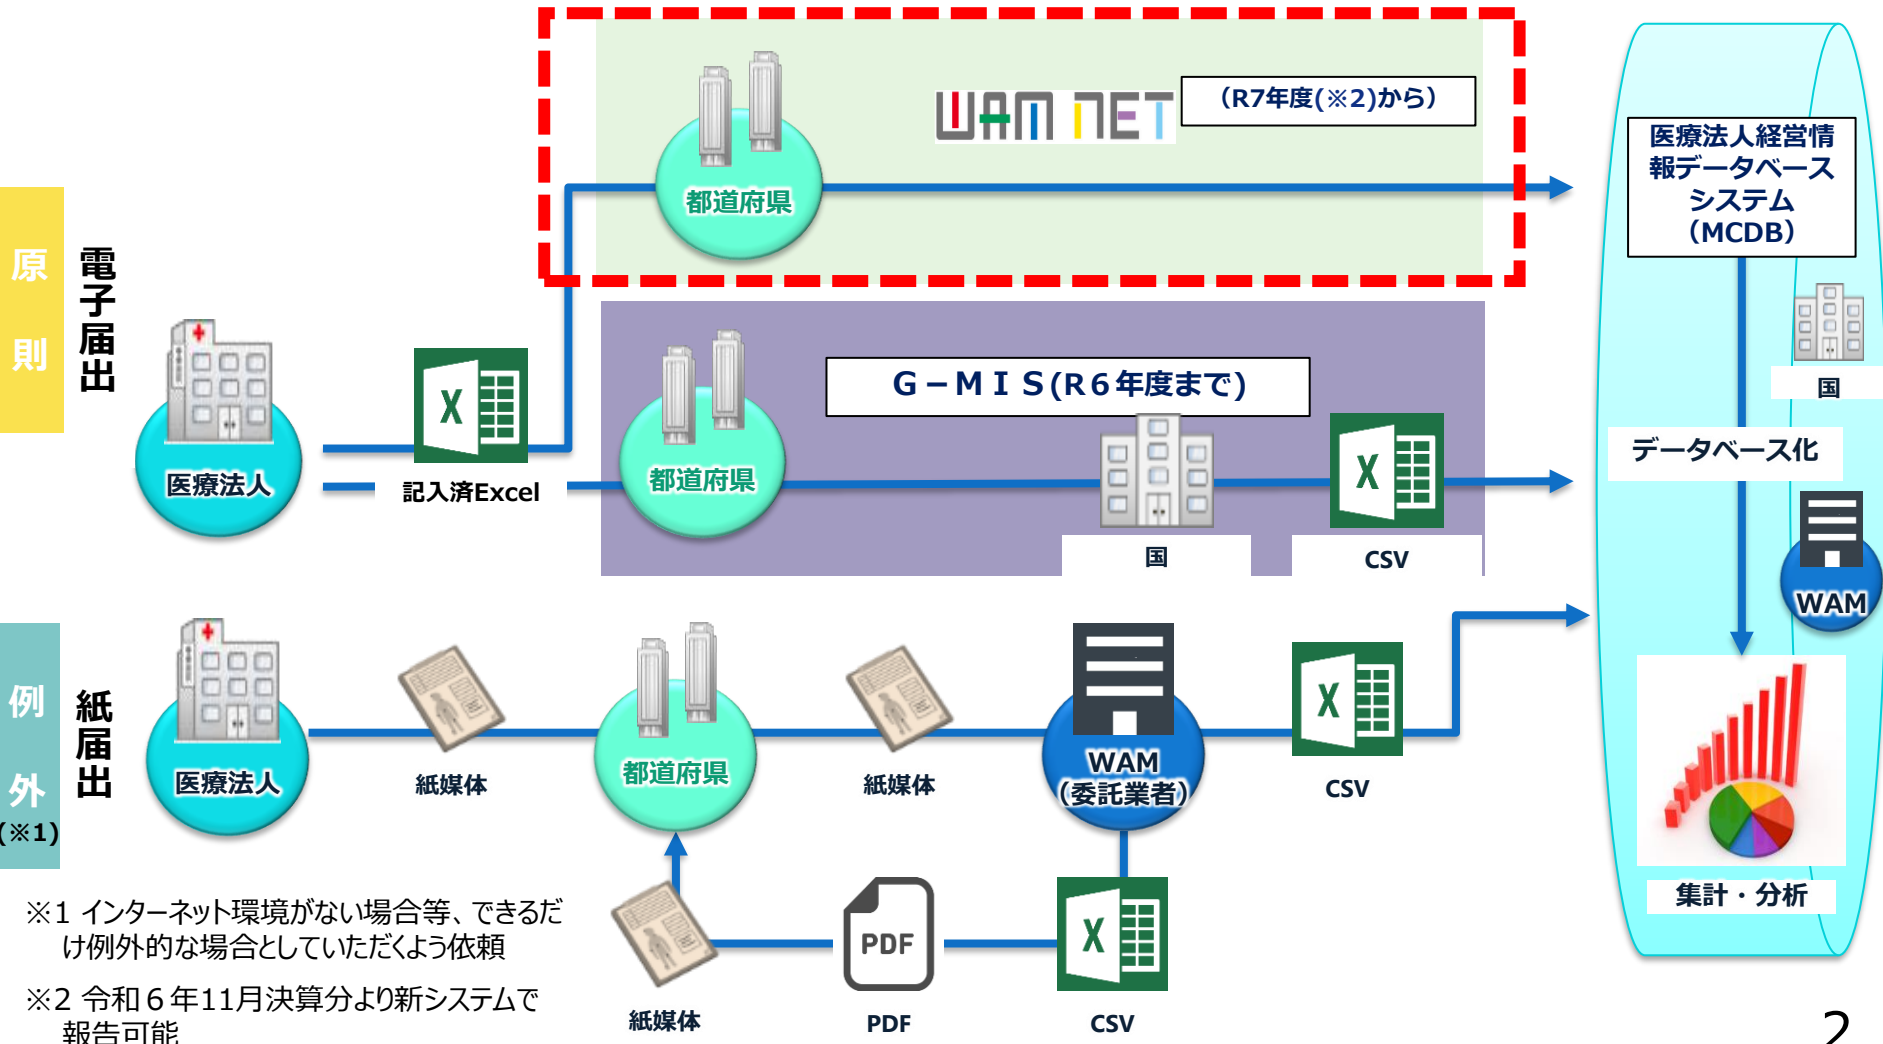 WAM NET
（R7年度(※2)から）
都道府県
医療法人経営情
報データベース
システム
（MCDB）
原
則
電子届出
医療法人
記入済Excel
都道府県
G－MIS(R６年度まで)
国
CSV
国
データベース化
WAM
集計・分析
例
外
(※1)
紙届出
医療法人
紙媒体
都道府県
紙媒体
WAM
（委託業者）
CSV
紙媒体
PDF
PDF
CSV
※1 インターネット環境がない場合等、できるだ
け例外的な場合としていただくよう依頼
※2 令和６年11月決算分より新システムで
報告可能
2